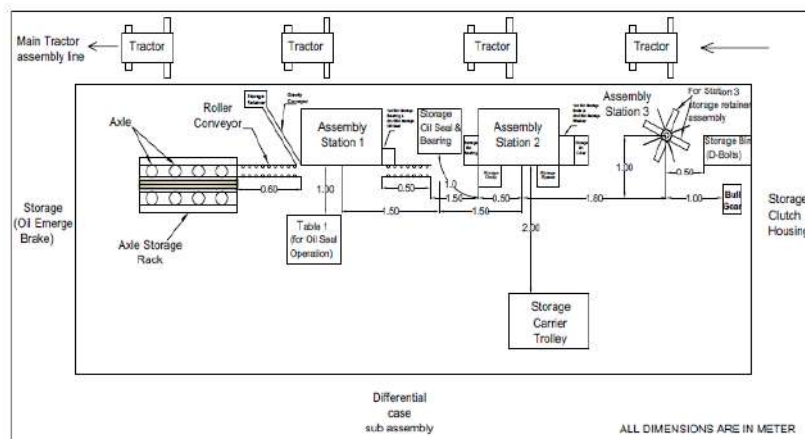 Tractor
Tractor
Tractor
Tractor
Main Tractor
assembly line
Axle
Roller
Conveyor
Gravity
Conveyor
Assembly
Station 1
Storage
Oil Seal &
Bearing
Assembly
Station 2
Assembly
Station 3
For Station 3
storage retainer
assembly
Storage Bin
(D-Bolts)
0.60
1.00
0.50
1.0
1.50
1.50
1.50
0.50
1.80
1.00
0.50
1.00
2.00
Bull
Gear
Storage
(Oil Emerge
Brake)
Axle Storage
Rack
Table 1
(for Oil Seal
Operation)
Storage
Carrier
Trolley
Storage
Clutch
Housing
Differential
case
sub assembly
ALL DIMENSIONS ARE IN METER